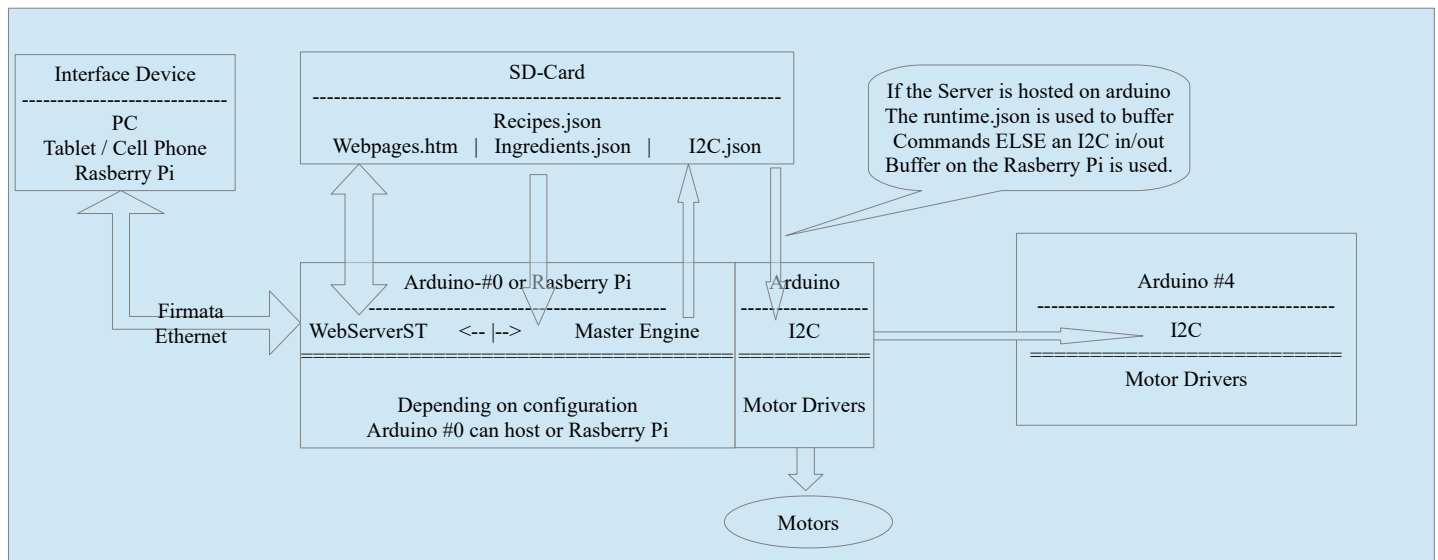 Interface Device
----------------------------
PC
Tablet / Cell Phone
Rasberry Pi
SD-Card
----------------------------------------------------------------
Recipes.json
Webpages.htm | Ingredients.json | I2C.json
If the Server is hosted on arduino
The runtime.json is used to buffer
Commands ELSE an I2C in/out
Buffer on the Rasberry Pi is used.
Firmata
Ethernet
Arduino-#0 or Rasberry Pi
-----------------------------------------
WebServerST <-- |--> Master Engine
============================================
Depending on configuration
Arduino #0 can host or Rasberry Pi
Arduino
------------------
I2C
=============
Motor Drivers
Motors
Arduino #4
-----------------------------------------
I2C
===============================
Motor Drivers